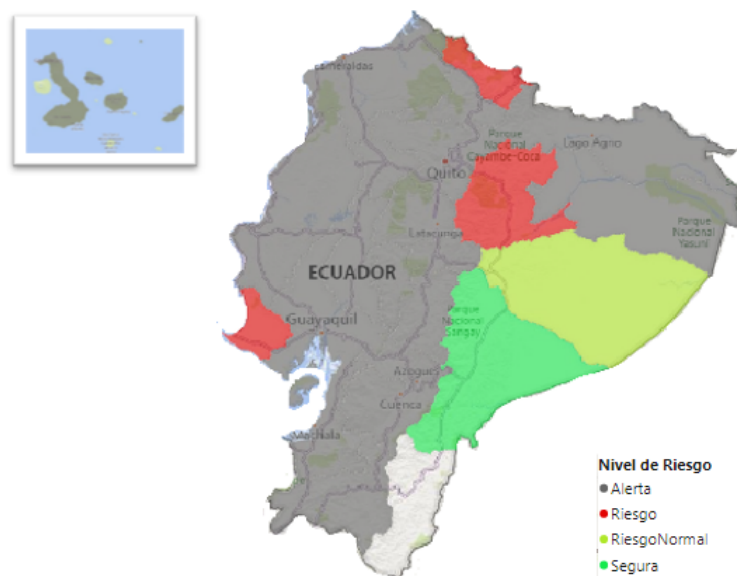 Esmeraldas
Parque
Nacional
Cayambe-Coca
Lago Agrio
Quito
Parque
Nacional
Yasuní
Latacunga
ECUADOR
Parque
Nacional
Sangay
Guayaquil
Azogues
Cuenca
Machala
Nivel de Riesgo
Alerta
Riesgo
RiesgoNormal
Segura